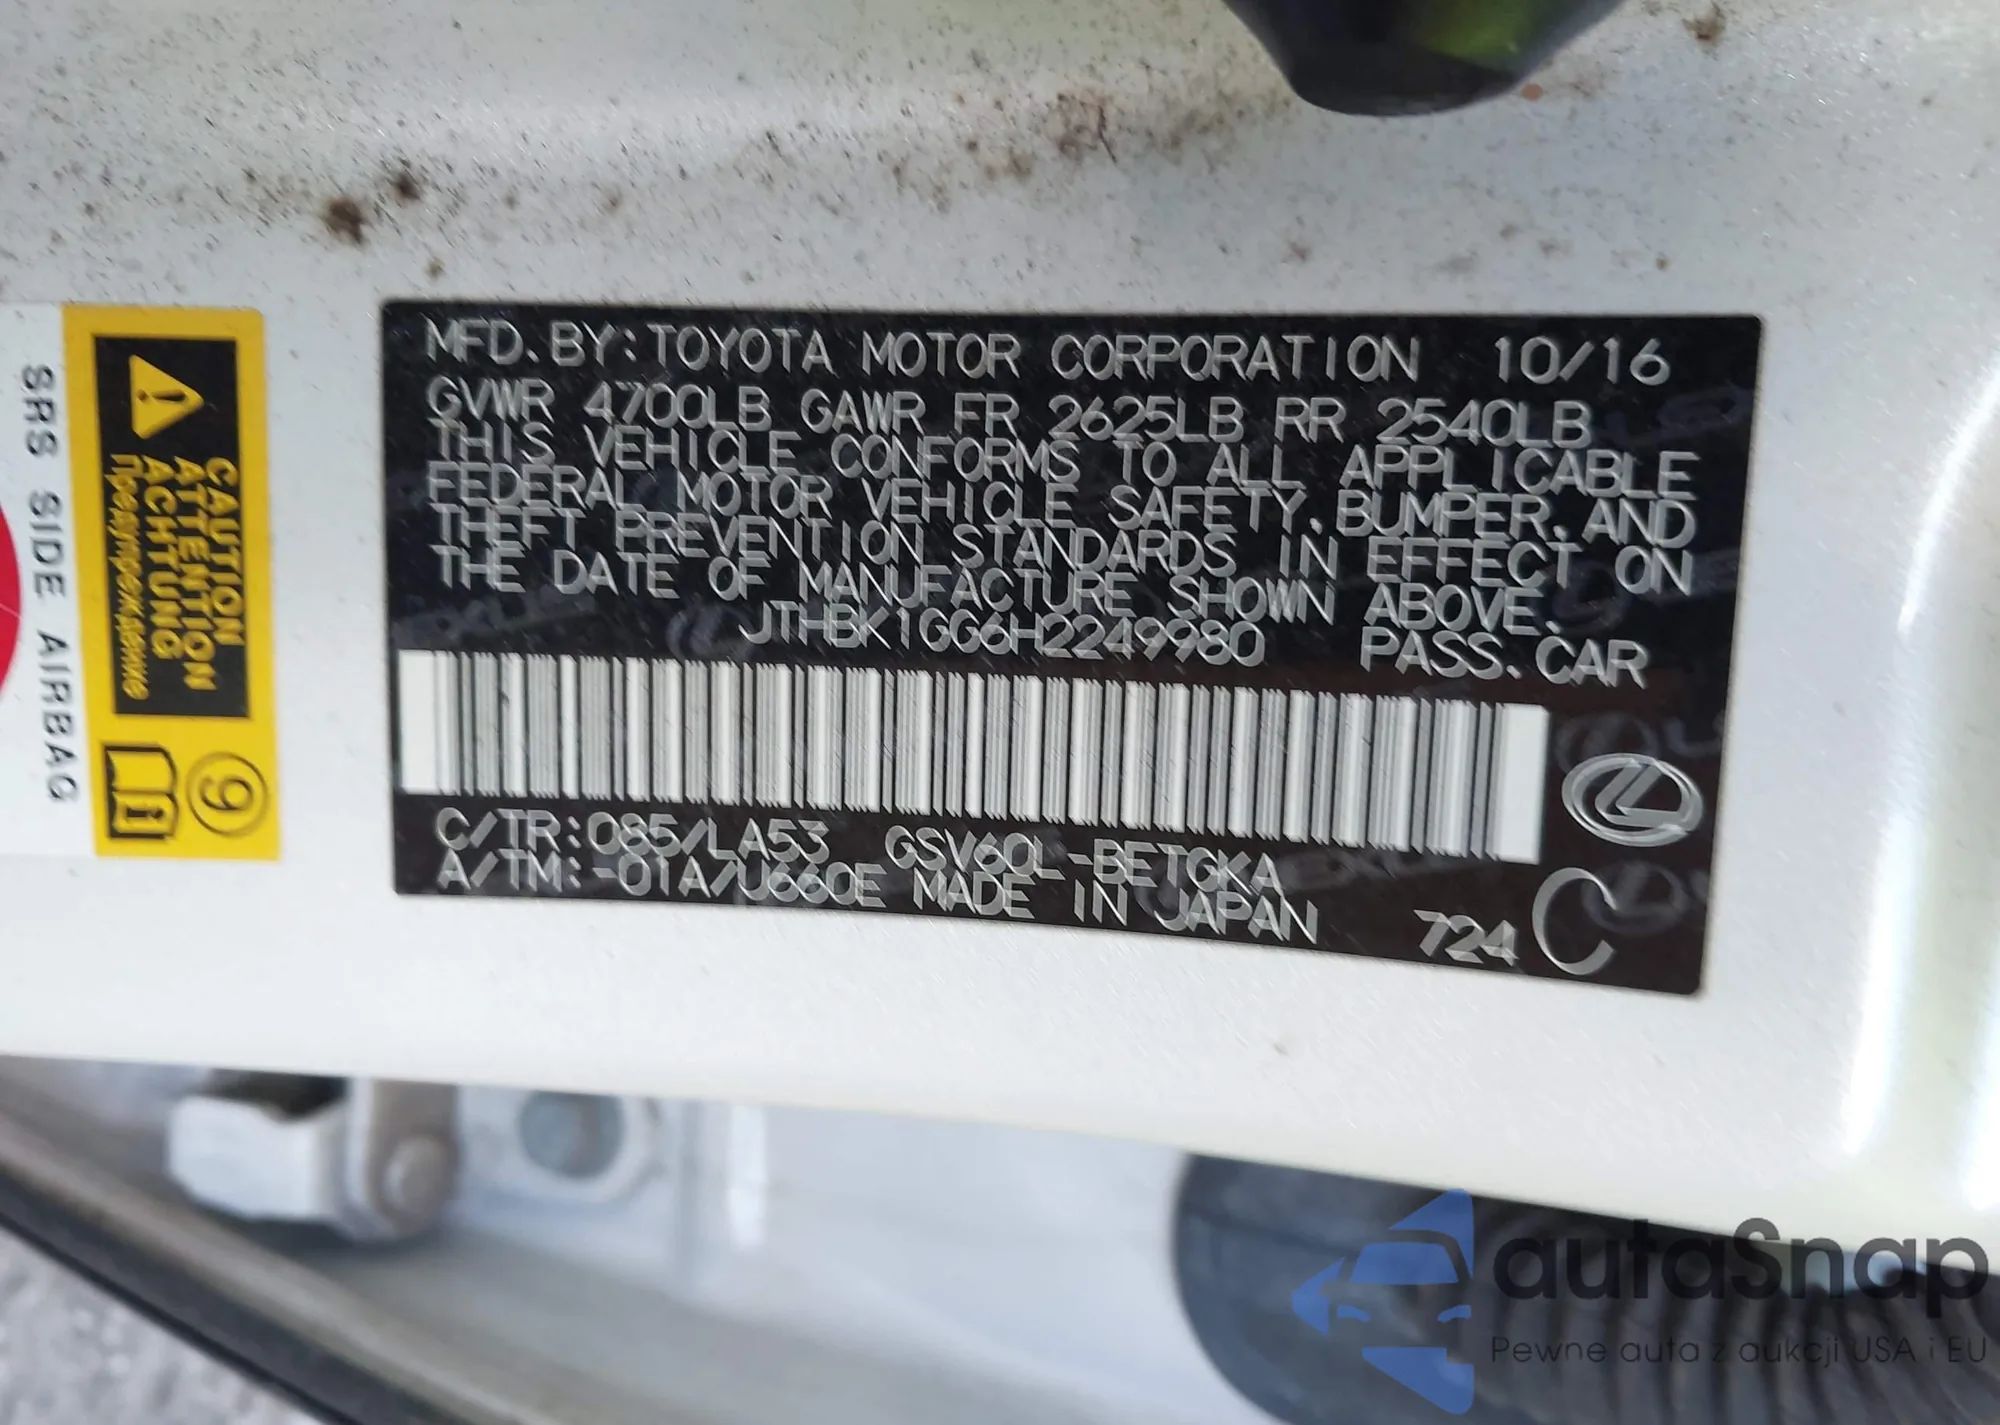 MFD. BY: TOYOTA MOTOR CORPORATION 10/16
GVWR 4700LB GAWR FR 2625LB RR 2540LB
THIS VEHICLE CONFORMS TO ALL APPLICABLE
FEDERAL MOTOR VEHICLE SAFETY, BUMPER, AND
THEFT PREVENTION STANDARDS IN EFFECT ON
THE DATE OF MANUFACTURE SHOWN ABOVE.
JTHBK1GG6H2249980 PASS. CAR
C/TR: 085/LA53 GSV60L-BETGKA
A/TM: -01A/U660E MADE IN JAPAN 724 C
CAUTION
ATTENTION
ACHTUNG
Предупреждение
9
SRS SIDE AIRBAG
autaSnap
Pewne auta z aukcji USA i EU